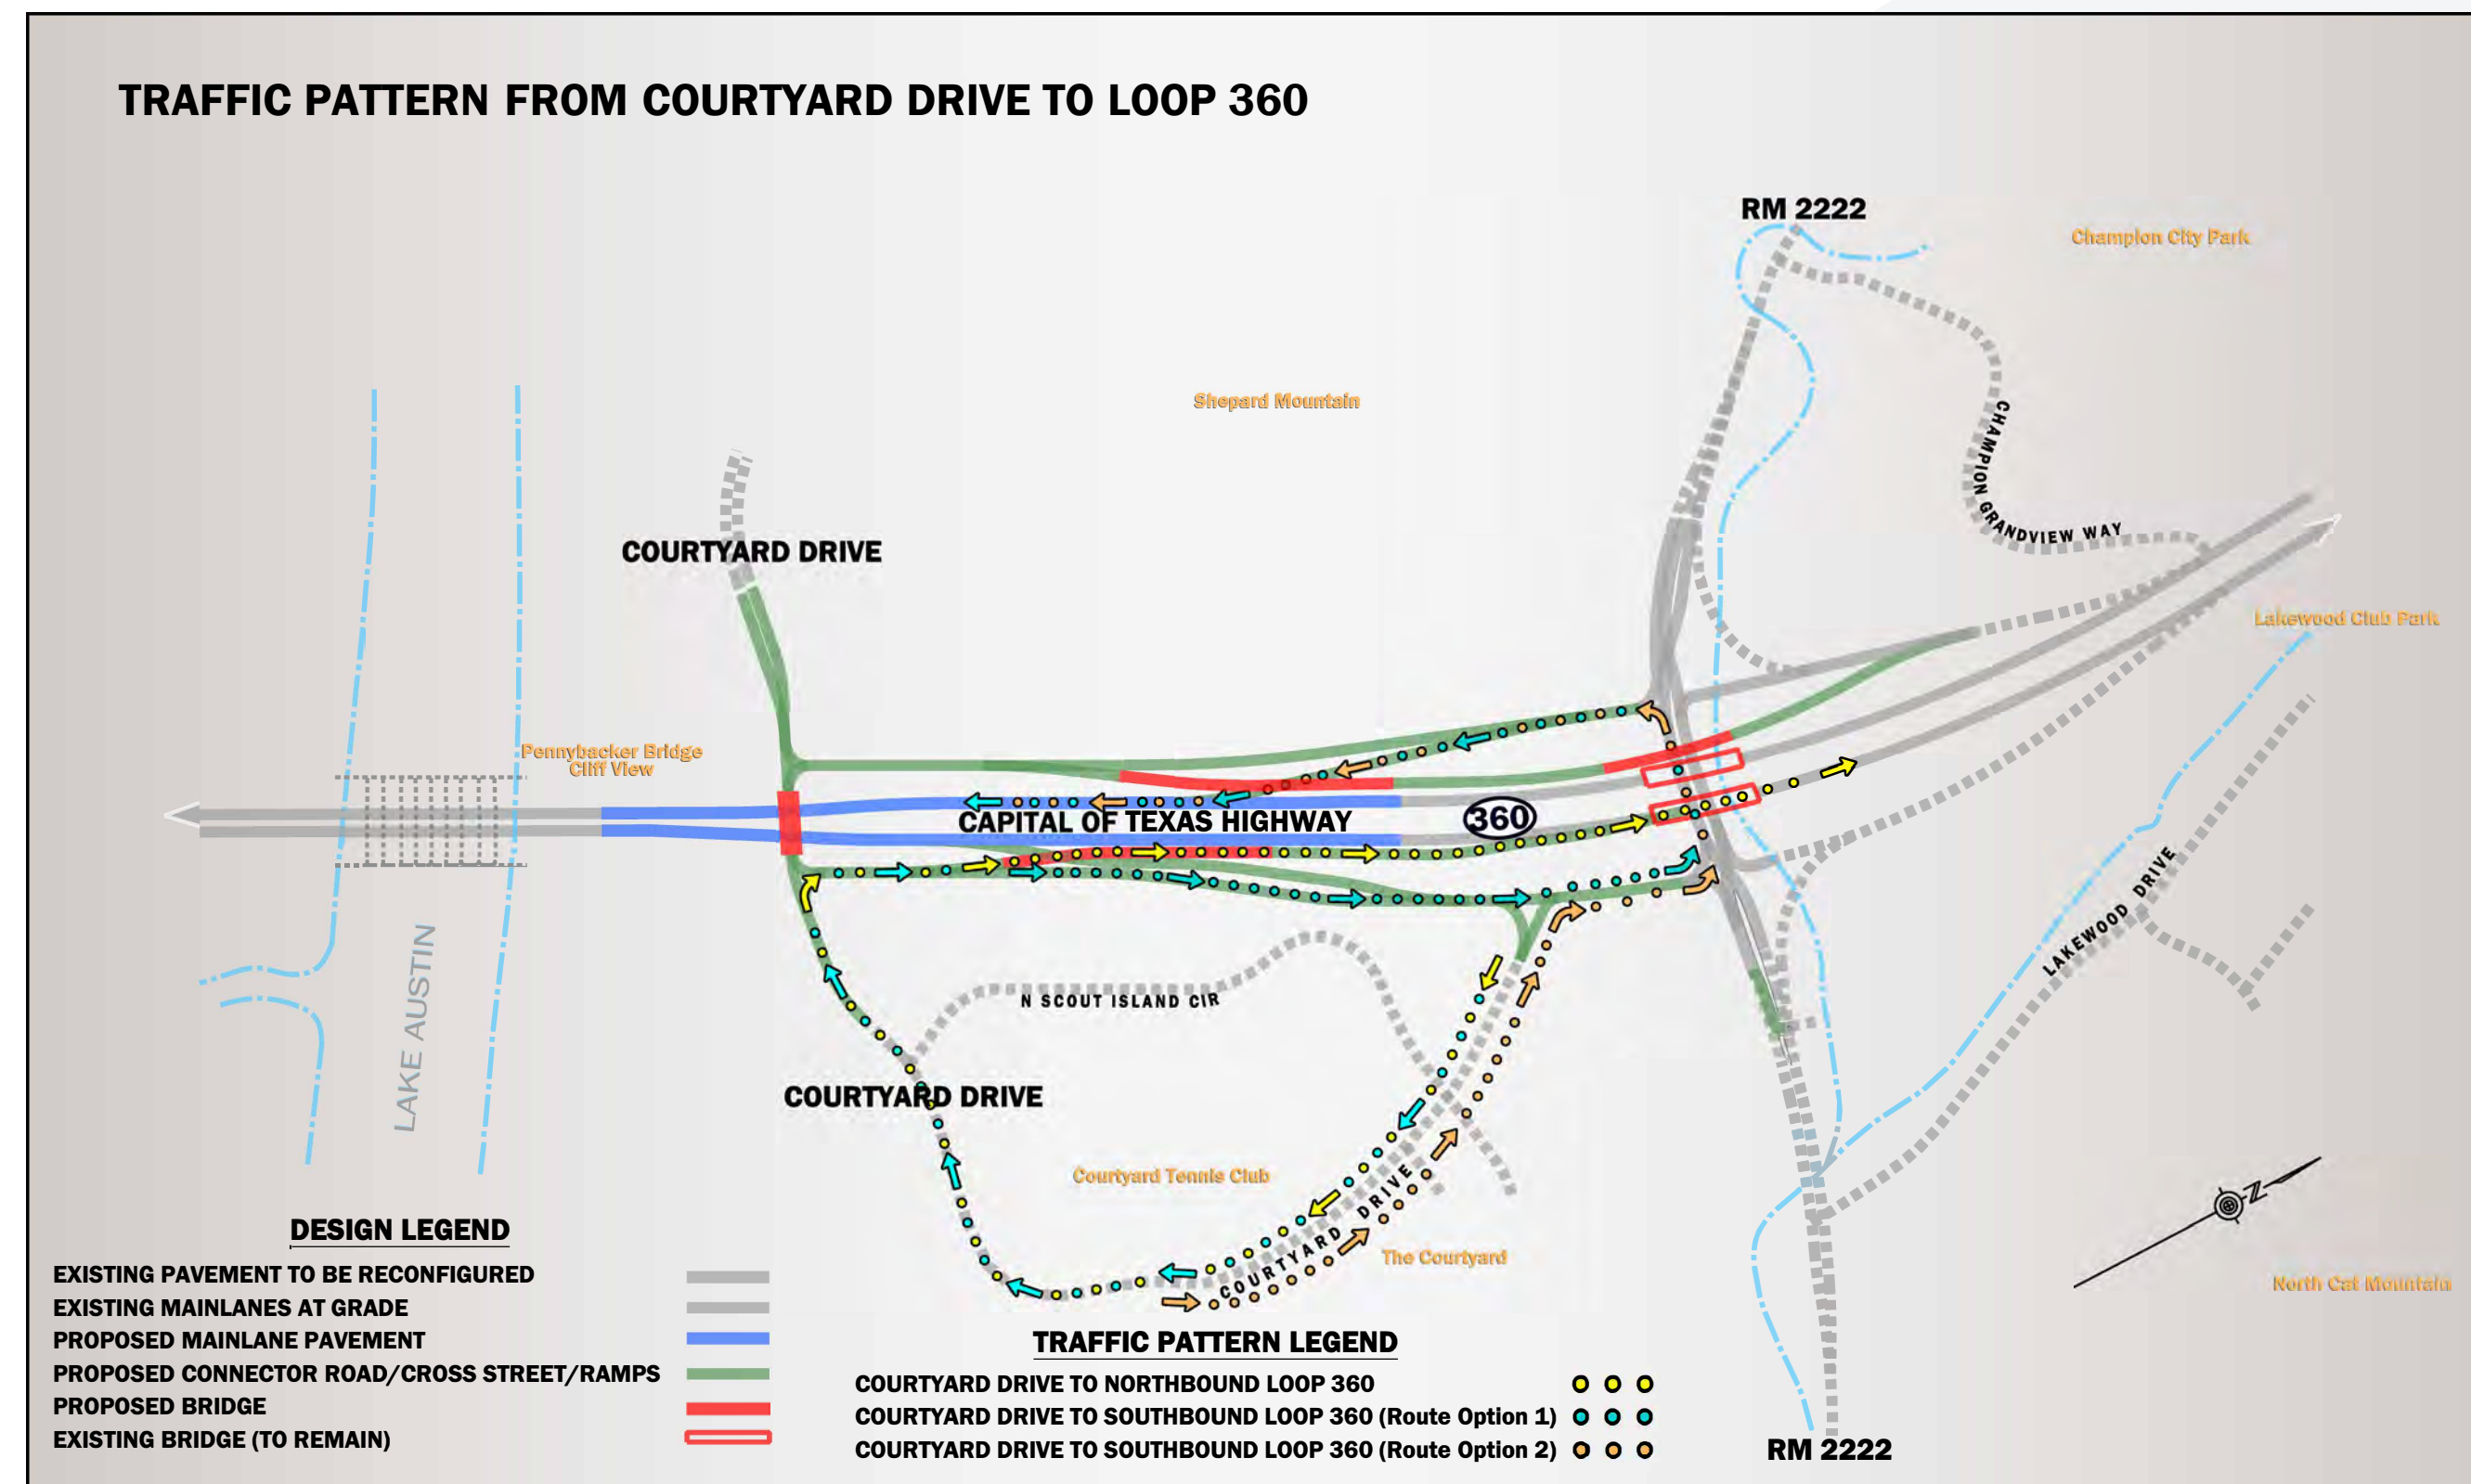 TRAFFIC PATTERN FROM COURTYARD DRIVE TO LOOP 360
RM 2222
Champion City Park
Shepard Mountain
CHAMPION GRANDVIEW WAY
COURTYARD DRIVE
Lakewood Club Park
Pennybacker Bridge
Cliff View
CAPITAL OF TEXAS HIGHWAY
360
LAKEWOOD DRIVE
LAKE AUSTIN
N SCOUT ISLAND CIR
COURTYARD DRIVE
Courtyard Tennis Club
COURTYARD DRIVE
The Courtyard
N
North Cat Mountain
DESIGN LEGEND
EXISTING PAVEMENT TO BE RECONFIGURED
EXISTING MAINLANES AT GRADE
PROPOSED MAINLANE PAVEMENT
PROPOSED CONNECTOR ROAD/CROSS STREET/RAMPS
PROPOSED BRIDGE
EXISTING BRIDGE (TO REMAIN)
TRAFFIC PATTERN LEGEND
COURTYARD DRIVE TO NORTHBOUND LOOP 360
COURTYARD DRIVE TO SOUTHBOUND LOOP 360 (Route Option 1)
COURTYARD DRIVE TO SOUTHBOUND LOOP 360 (Route Option 2)
RM 2222